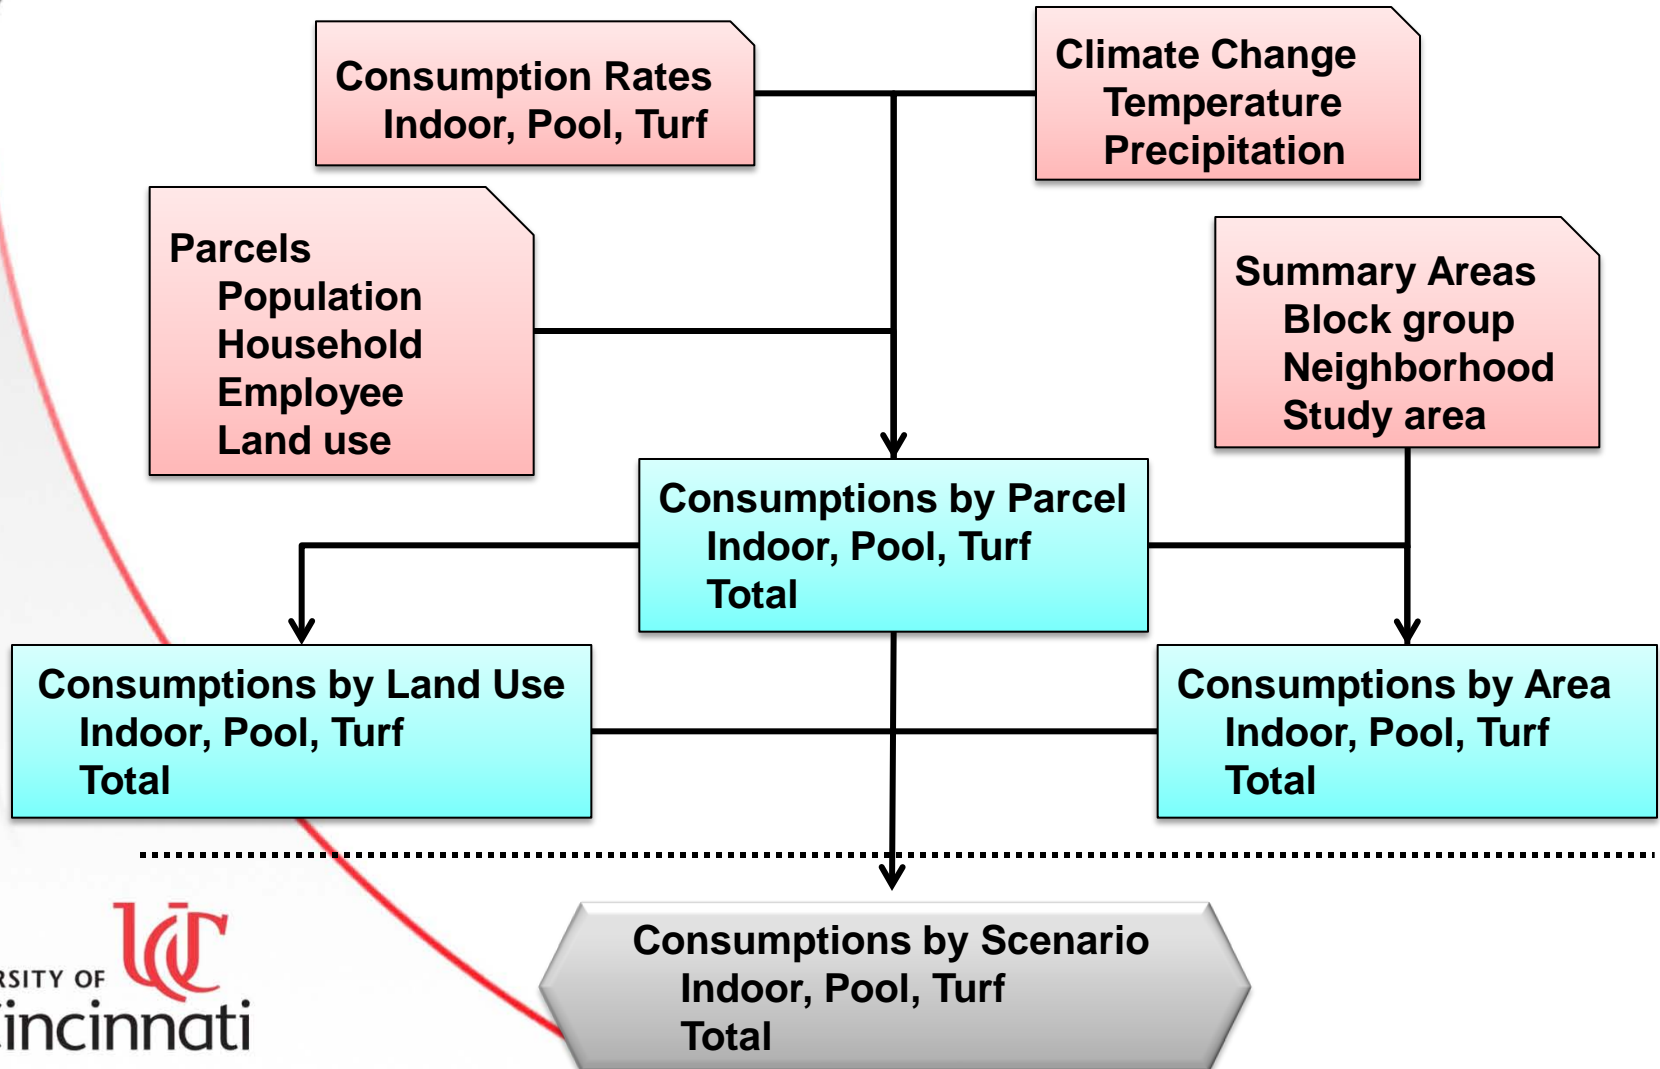 Consumption Rates
Indoor, Pool, Turf
Climate Change
Temperature
Precipitation
Parcels
Population
Household
Employee
Land use
Summary Areas
Block group
Neighborhood
Study area
Consumptions by Parcel
Indoor, Pool, Turf
Total
Consumptions by Land Use
Indoor, Pool, Turf
Total
Consumptions by Area
Indoor, Pool, Turf
Total
Consumptions by Scenario
Indoor, Pool, Turf
Total
UC
RSITY OF
incinnati